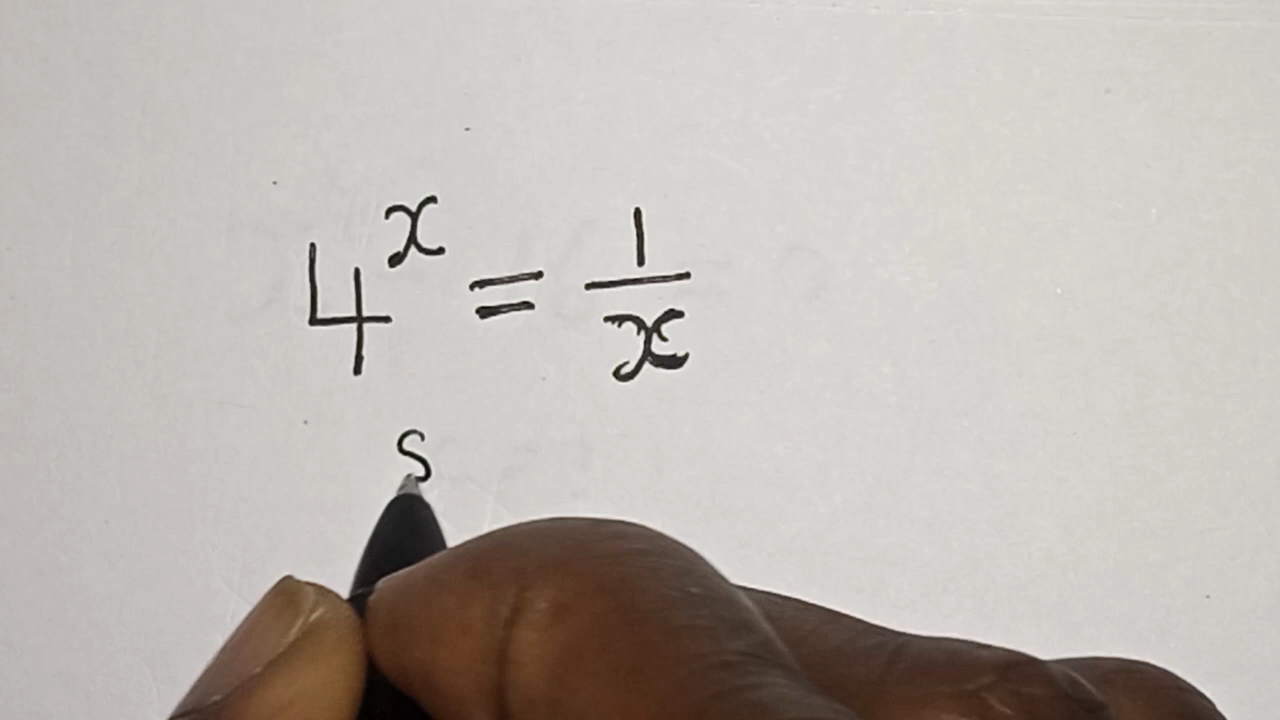 4^x = 1/x
S